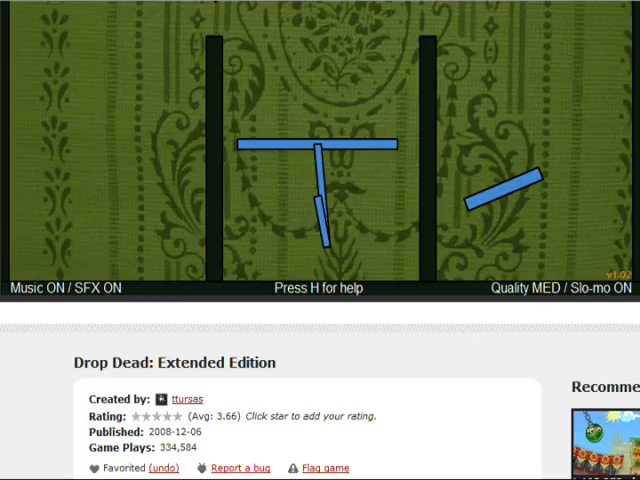 v1.02
Music ON / SFX ON Press H for help Quality MED / Slo-mo ON
Drop Dead: Extended Edition
Created by: ttursas
Rating: (Avg: 3.66) Click star to add your rating.
Published: 2008-12-06
Game Plays: 334,584
Favorited (undo) Report a bug Flag game
Recomme